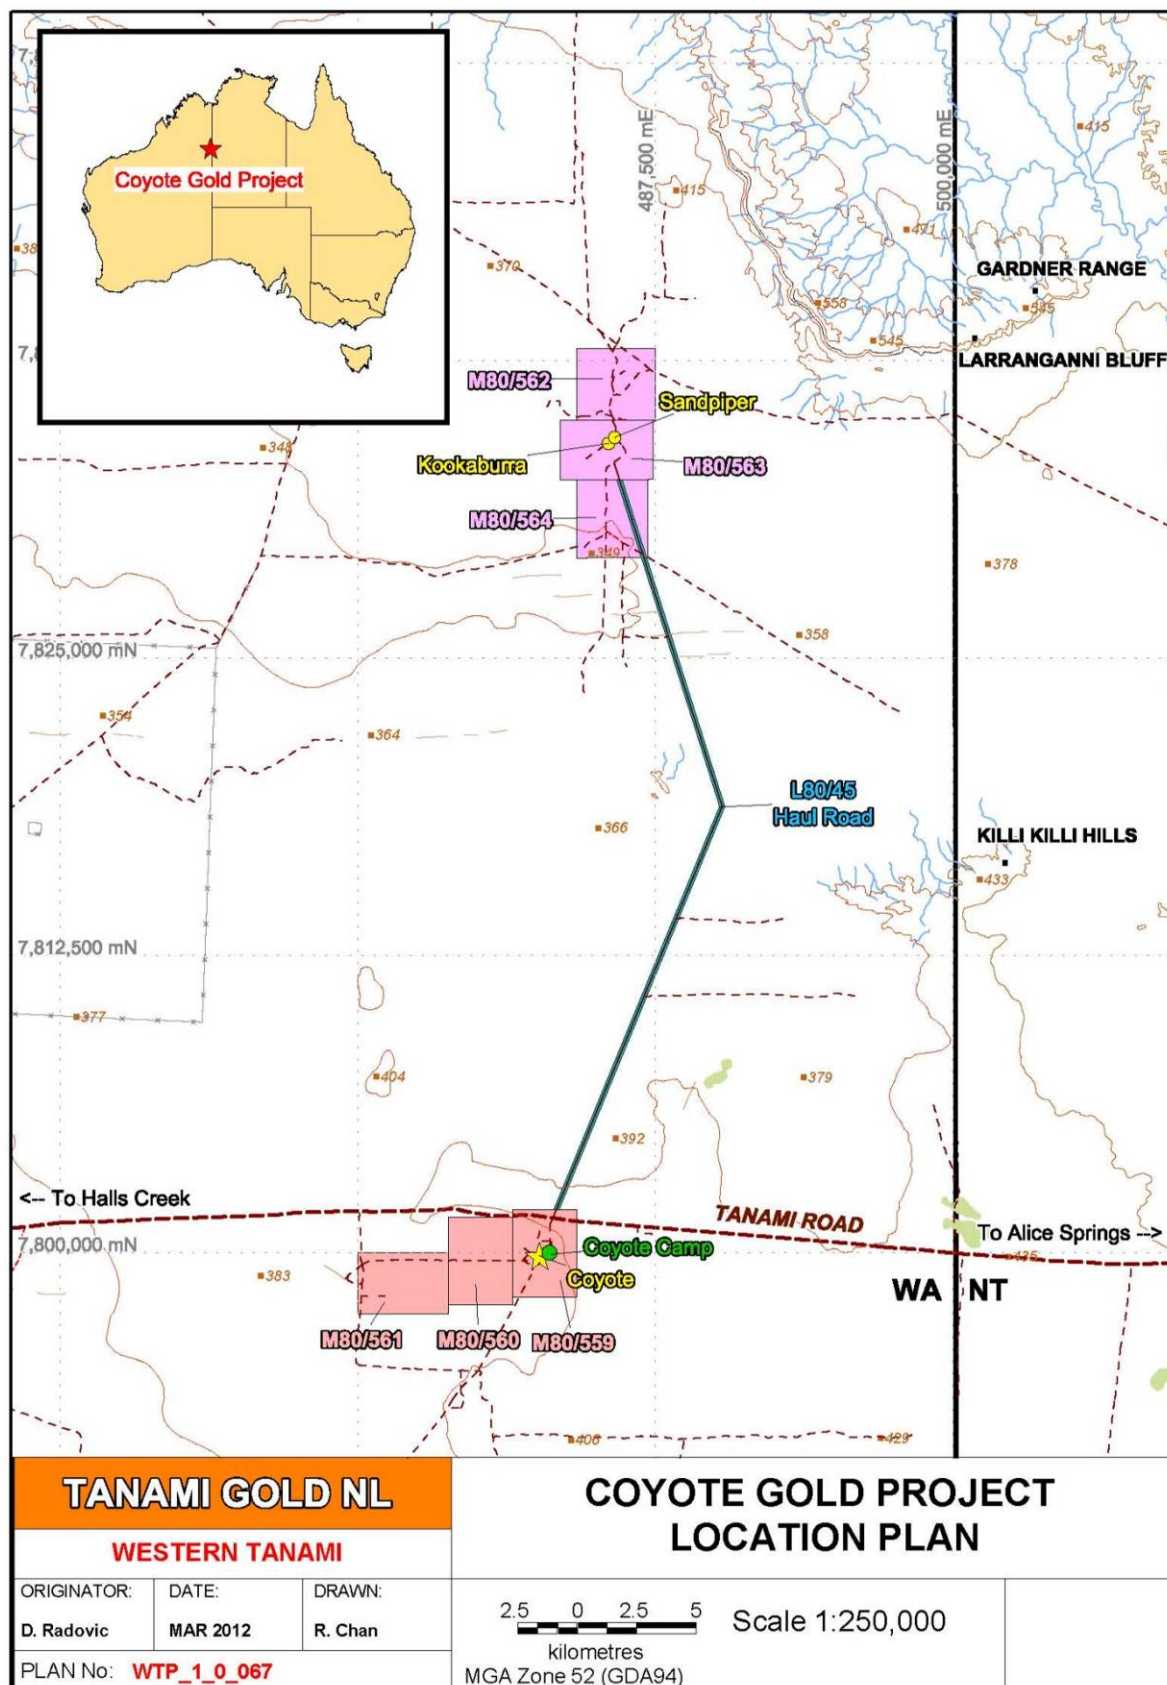 Coyote Gold Project
487,500 mE
500,000 mE
415
415
471
370
GARDNER RANGE
558
545
545
LARRANGANNI BLUFF
M80/562
Sandpiper
348
Kookaburra
M80/563
M80/564
349
378
358
7,825,000 mN
354
364
L80/45
Haul Road
366
KILLI KILLI HILLS
433
7,812,500 mN
377
404
379
392
<-- To Halls Creek
TANAMI ROAD
To Alice Springs -->
7,800,000 mN
Coyote Camp
435
383
Coyote
WA
NT
M80/561
M80/560
M80/559
406
429
TANAMI GOLD NL
WESTERN TANAMI
ORIGINATOR:
DATE:
DRAWN:
D. Radovic
MAR 2012
R. Chan
PLAN No: WTP_1_0_067
COYOTE GOLD PROJECT
LOCATION PLAN
2.5 0 2.5 5
kilometres
Scale 1:250,000
MGA Zone 52 (GDA94)